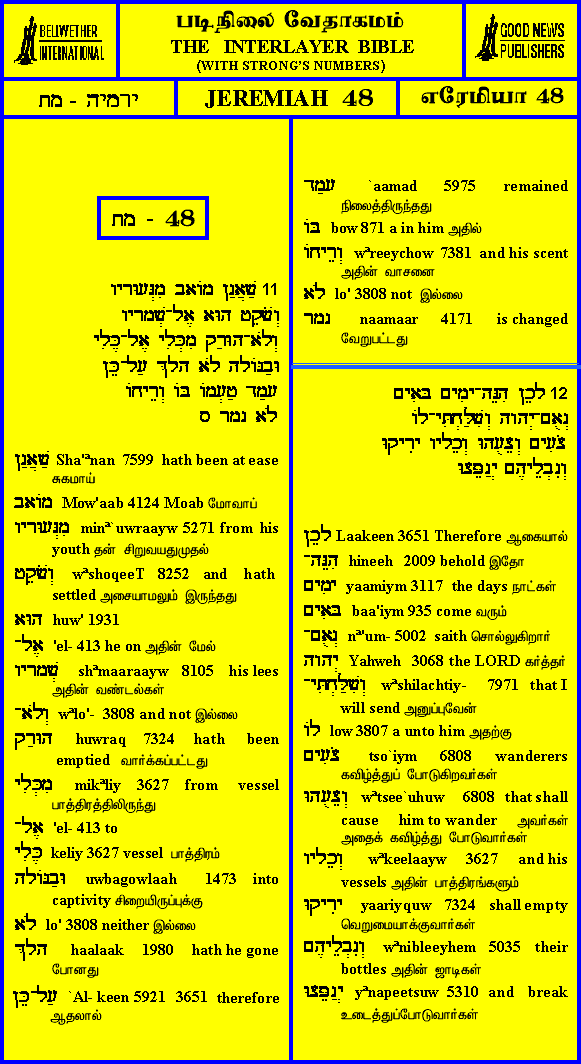 BELLWETHER
INTERNATIONAL
படிநிலை வேதாகமம்
THE INTERLAYER BIBLE
(WITH STRONG'S NUMBERS)
GOOD NEWS
PUBLISHERS
ירמיה - מח
JEREMIAH 48
எரேமியா 48
מח - 48
11 שַׁאֲנַן מוֹאָב מִנְּעוּרָיו
וְשֹׁקֵט הוּא אֶל־שְׁמָרָיו
וְלֹא־הוּרַק מִכְּלִי אֶל־כֶּלִי
וּבַגּוֹלָה לֹא הָלָךְ עַל־כֵּן
עָמַד טַעְמוֹ בּוֹ וְרֵיחוֹ
לֹא נָמָר ס
שַׁאֲנַן Sha'ªnan 7599 hath been at ease
சுகமாய்
מוֹאָב Mow'aab 4124 Moab மோவாப்
מִנְּעוּרָיו minª`uwraayw 5271 from his
youth தன் சிறுவயதுமுதல்
וְשֹׁקֵט wªshoqeeT 8252 and hath
settled அசையாமலும் இருந்தது
הוּא huw' 1931
אֶל־ 'el- 413 he on அதின் மேல்
שְׁמָרָיו shªmaaraayw 8105 his lees
அதின் வண்டல்கள்
וְלֹא־ wªlo'- 3808 and not இல்லை
הוּרַק huwraq 7324 hath been
emptied வார்க்கப்பட்டது
מִכְּלִי mikªliy 3627 from vessel
பாத்திரத்திலிருந்து
אֶל־ 'el- 413 to
כֶּלִי keliy 3627 vessel பாத்திரம்
וּבַגּוֹלָה uwbagowlaah 1473 into
captivity சிறையிருப்புக்கு
לֹא lo' 3808 neither இல்லை
הָלָךְ haalaak 1980 hath he gone
போனது
עַל־כֵּן `Al- keen 5921 3651 therefore
ஆதலால்
עָמַד `aamad 5975 remained
நிலைத்திருந்தது
בּוֹ bow 871 a in him அதில்
וְרֵיחוֹ wªreeychow 7381 and his scent
அதின் வாசனை
לֹא lo' 3808 not இல்லை
נָמָר naamaar 4171 is changed
வேறுபட்டது
12 לָכֵן הִנֵּה־יָמִים בָּאִים
נְאֻם־יְהוָה וְשִׁלַּחְתִּי־לוֹ
צֹעִים וְצֵעֻהוּ וְכֵלָיו יָרִיקוּ
וְנִבְלֵיהֶם יְנַפֵּצוּ
לָכֵן Laakeen 3651 Therefore ஆகையால்
הִנֵּה־ hineeh 2009 behold இதோ
יָמִים yaamiym 3117 the days நாட்கள்
בָּאִים baa'iym 935 come வரும்
נְאֻם־ nª'um- 5002 saith சொல்லுகிறார்
יְהוָה Yahweh 3068 the LORD கர்த்தர்
וְשִׁלַּחְתִּי־ wªshilachtiy- 7971 that I
will send அனுப்புவேன்
לוֹ low 3807 a unto him அதற்கு
צֹעִים tso`iym 6808 wanderers
கவிழ்த்துப் போடுகிறவர்கள்
וְצֵעֻהוּ wªtsee`uhuw 6808 that shall
cause him to wander அவர்கள்
அதைக் கவிழ்த்து போடுவார்கள்
וְכֵלָיו wªkeelaayw 3627 and his
vessels அதின் பாத்திரங்களும்
יָרִיקוּ yaariyquw 7324 shall empty
வெறுமையாக்குவார்கள்
וְנִבְלֵיהֶם wªnibleeyhem 5035 their
bottles அதின் ஜாடிகள்
יְנַפֵּצוּ yªnapeetsuw 5310 and break
உடைத்துப்போடுவார்கள்